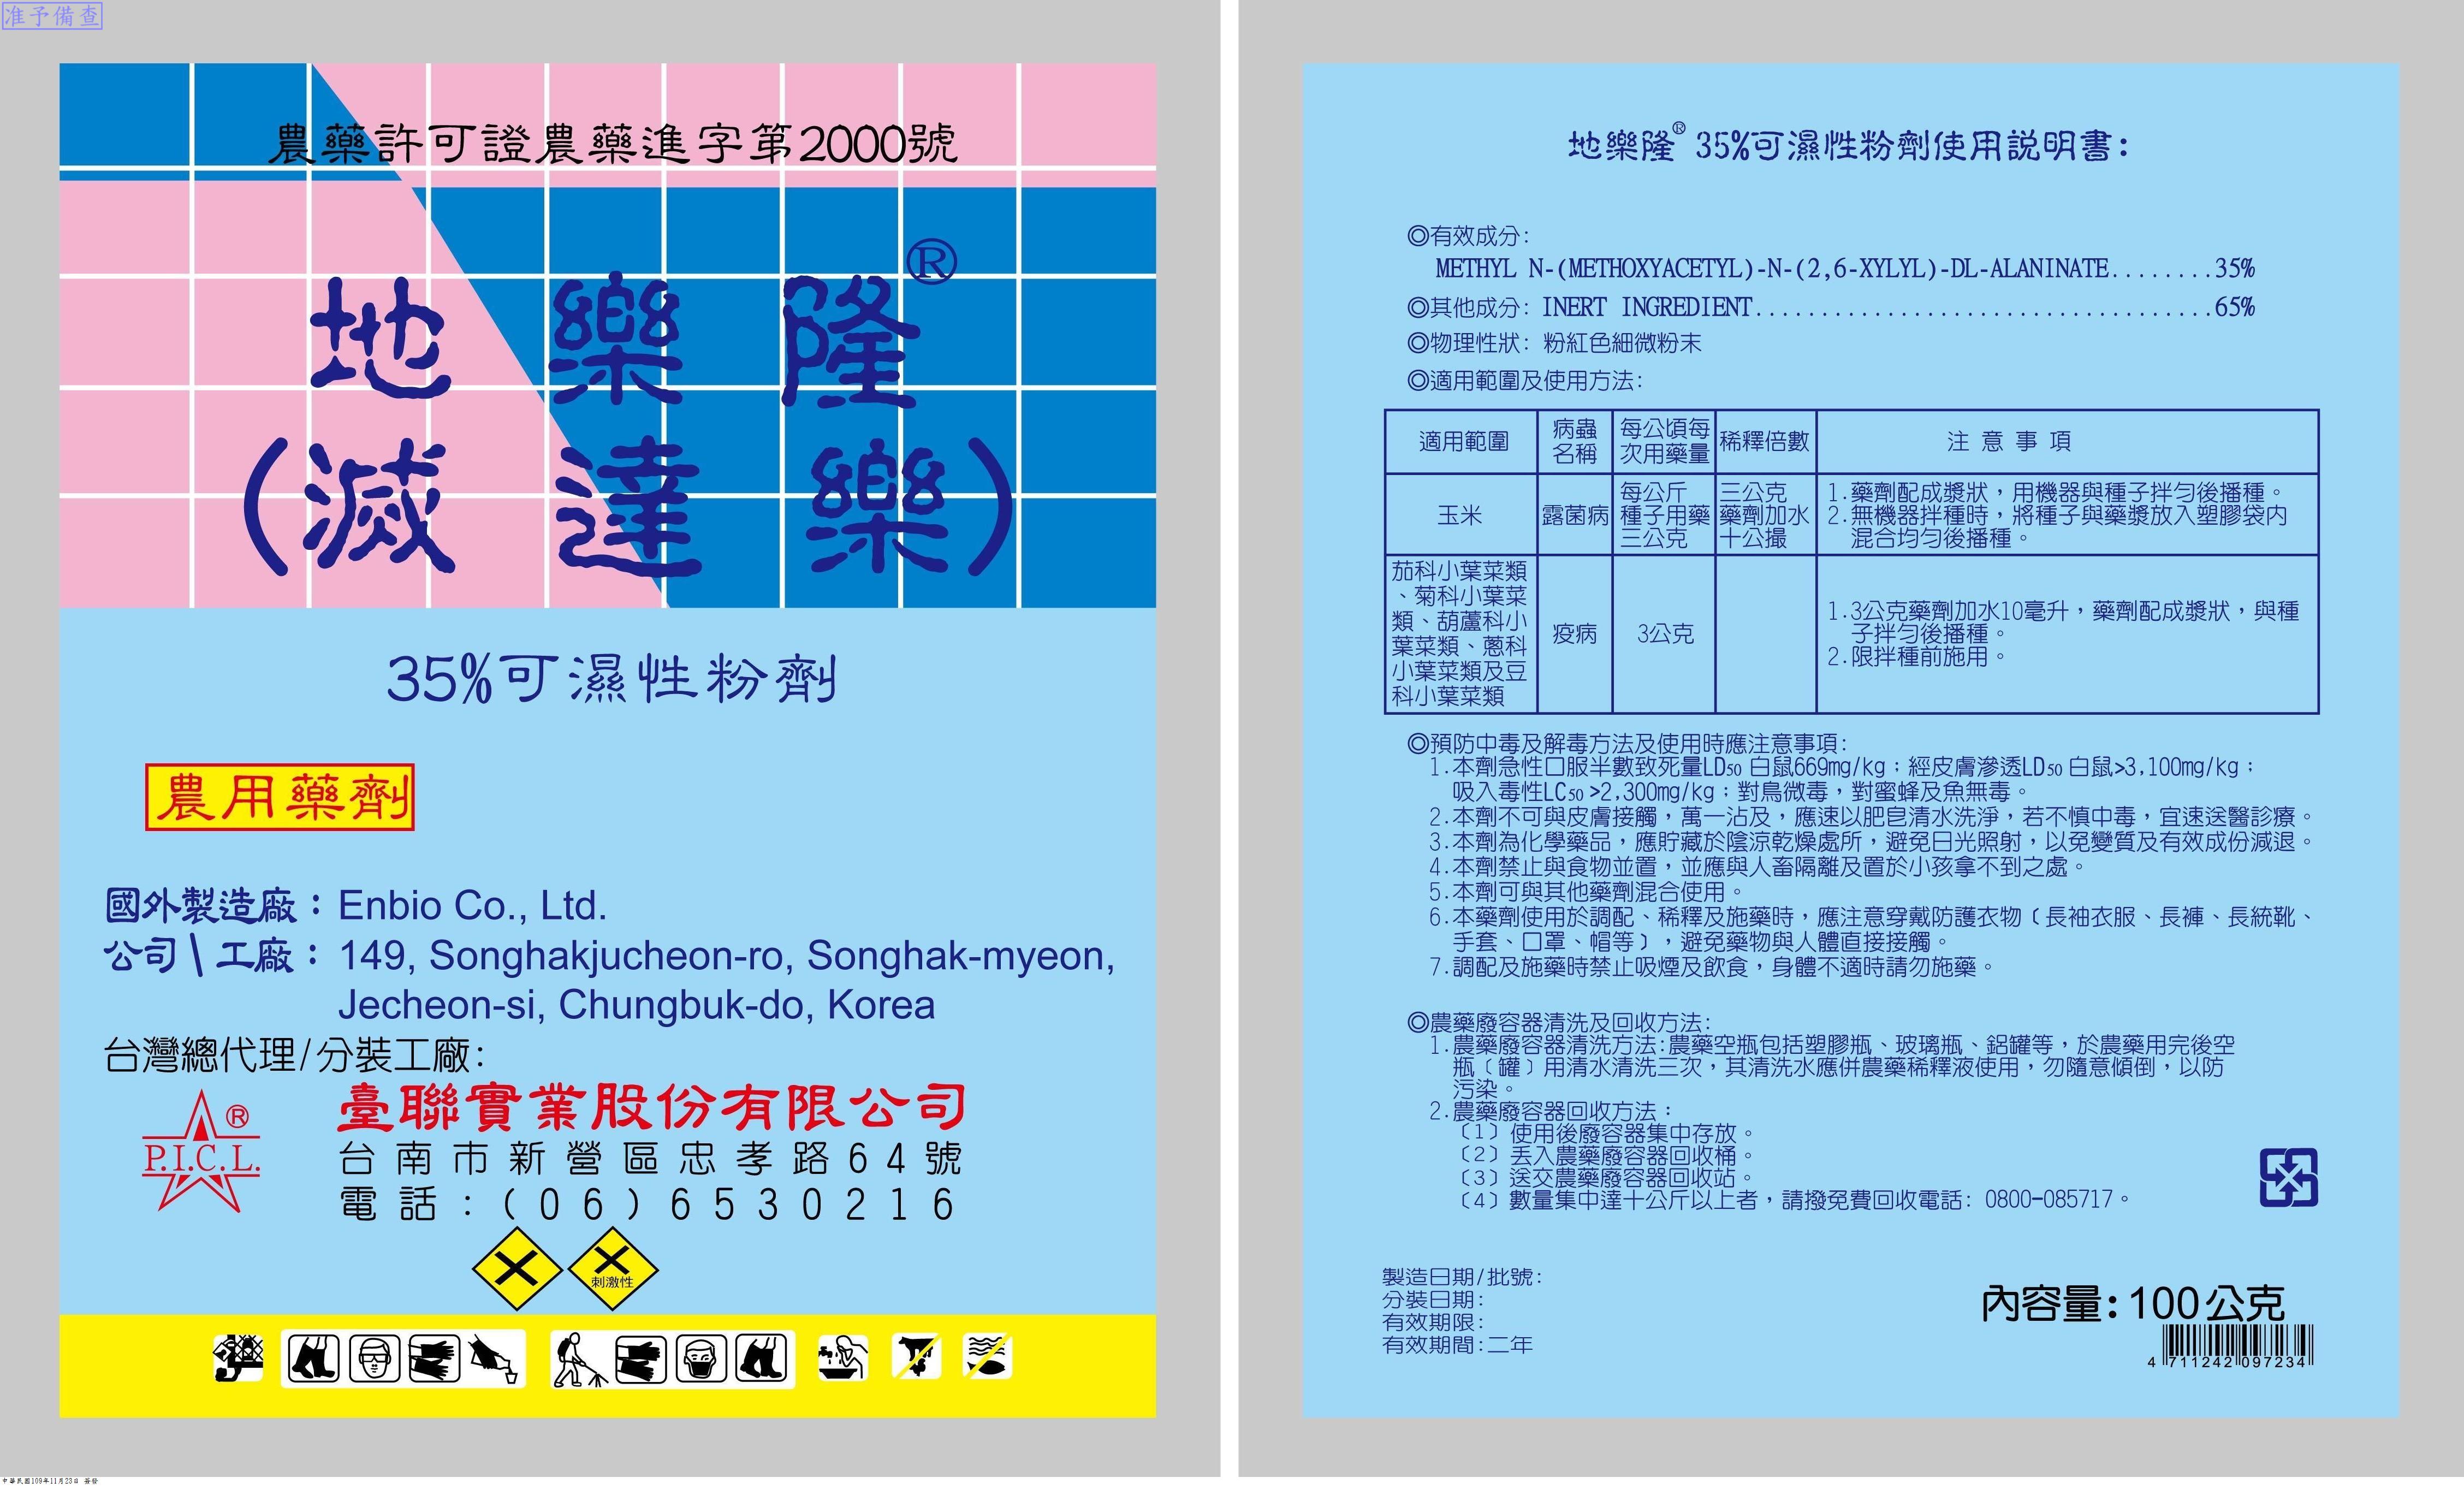 准予備查
農藥許可證農藥進字第2000號
地樂隆®
(滅達樂)
35%可濕性粉劑
農用藥劑
國外製造廠：Enbio Co., Ltd.
公司\工廠：149, Songhakjucheon-ro, Songhak-myeon,
Jecheon-si, Chungbuk-do, Korea
台灣總代理/分裝工廠:
臺聯實業股份有限公司
P.I.C.L.®
台南市新營區忠孝路64號
電話:(06)6530216
刺激性
中華民國109年11月23日 簽發
地樂隆® 35%可濕性粉劑使用說明書:
◎有效成分:
METHYL N-(METHOXYACETYL)-N-(2,6-XYLYL)-DL-ALANINATE........35%
◎其他成分: INERT INGREDIENT...................................65%
◎物理性狀: 粉紅色細微粉末
◎適用範圍及使用方法:
適用範圍 病蟲名稱 每公頃每次用藥量 稀釋倍數 注意事項
玉米 露菌病 每公斤種子用藥三公克 三公克藥劑加水十公撮
1.藥劑配成漿狀，用機器與種子拌勻後播種。
2.無機器拌種時，將種子與藥漿放入塑膠袋內
混合均勻後播種。
茄科小葉菜類
、菊科小葉菜
類、葫蘆科小
葉菜類、蔥科
小葉菜類及豆
科小葉菜類
疫病 3公克
1.3公克藥劑加水10毫升，藥劑配成漿狀，與種
子拌勻後播種。
2.限拌種前施用。
◎預防中毒及解毒方法及使用時應注意事項:
1.本劑急性口服半數致死量LD50 白鼠669mg/kg；經皮膚滲透LD50 白鼠>3,100mg/kg；
吸入毒性LC50 >2,300mg/kg；對鳥微毒，對蜜蜂及魚無毒。
2.本劑不可與皮膚接觸，萬一沾及，應速以肥皂清水洗淨，若不慎中毒，宜速送醫診療。
3.本劑為化學藥品，應貯藏於陰涼乾燥處所，避免日光照射，以免變質及有效成份減退。
4.本劑禁止與食物並置，並應與人畜隔離及置於小孩拿不到之處。
5.本劑可與其他藥劑混合使用。
6.本藥劑使用於調配、稀釋及施藥時，應注意穿戴防護衣物﹝長袖衣服、長褲、長統靴、
手套、口罩、帽等﹞，避免藥物與人體直接接觸。
7.調配及施藥時禁止吸煙及飲食，身體不適時請勿施藥。
◎農藥廢容器清洗及回收方法:
1.農藥廢容器清洗方法:農藥空瓶包括塑膠瓶、玻璃瓶、鋁罐等，於農藥用完後空
瓶﹝罐﹞用清水清洗三次，其清洗水應併農藥稀釋液使用，勿隨意傾倒，以防
污染。
2.農藥廢容器回收方法：
﹝1﹞使用後廢容器集中存放。
﹝2﹞丟入農藥廢容器回收桶。
﹝3﹞送交農藥廢容器回收站。
﹝4﹞數量集中達十公斤以上者，請撥免費回收電話: 0800-085717。
製造日期/批號:
分裝日期:
有效期限:
有效期間:二年
內容量:100公克
4 711242 097234